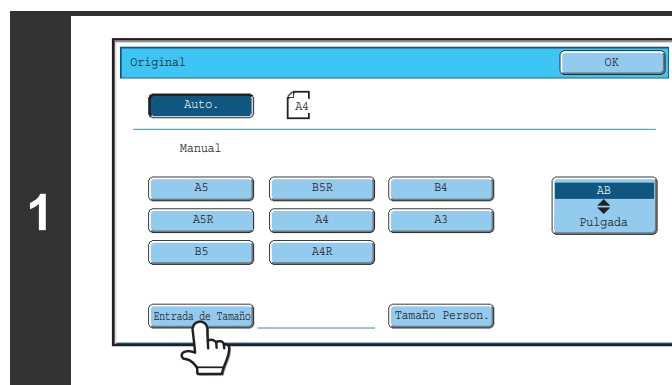 1
Original
OK
Auto.
A4
Manual
A5 B5R B4
AB
A5R A4 A3
Pulgada
B5 A4R
Entrada de Tamaño
Tamaño Person.